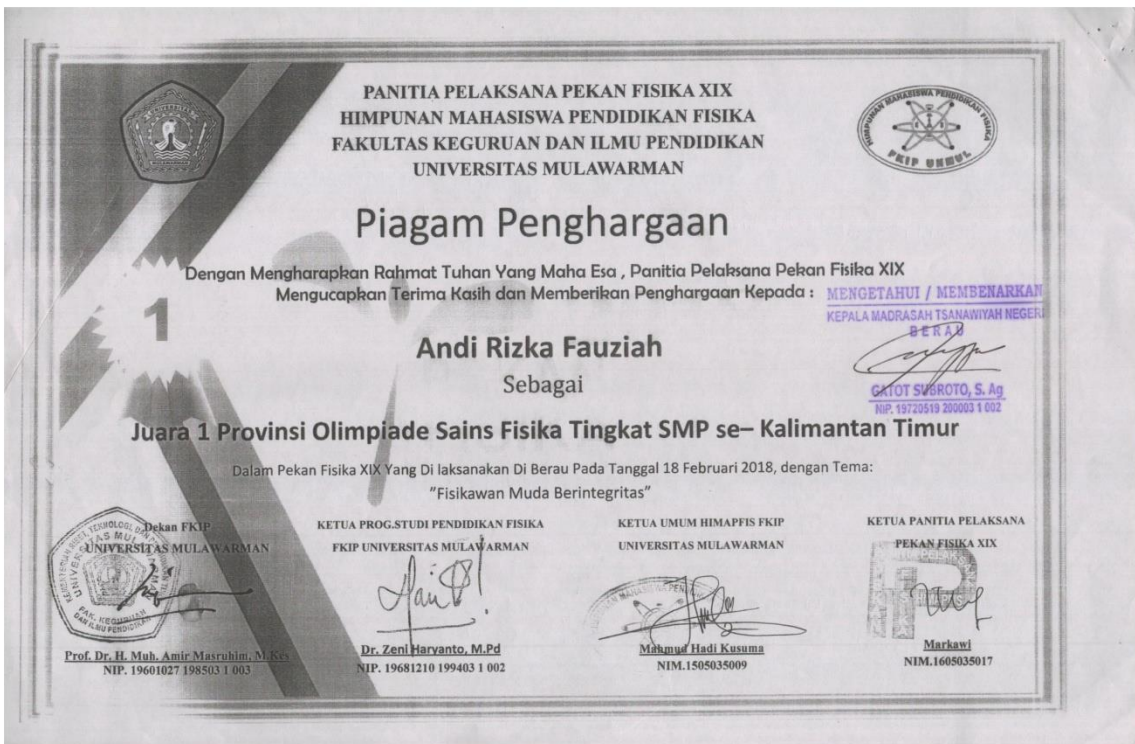 PANITIA PELAKSANA PEKAN FISIKA XIX
HIMPUNAN MAHASISWA PENDIDIKAN FISIKA
FAKULTAS KEGURUAN DAN ILMU PENDIDIKAN
UNIVERSITAS MULAWARMAN
HIMPUNAN MAHASISWA PENDIDIKAN FISIKA
FKIP UNMUL
Piagam Penghargaan
Dengan Mengharapkan Rahmat Tuhan Yang Maha Esa , Panitia Pelaksana Pekan Fisika XIX
Mengucapkan Terima Kasih dan Memberikan Penghargaan Kepada :
MENGETAHUI / MEMBENARKAN
KEPALA MADRASAH TSANAWIYAH NEGERI
BERAU
GATOT SUBROTO, S. Ag
NIP. 19720519 200003 1 002
1
Andi Rizka Fauziah
Sebagai
Juara 1 Provinsi Olimpiade Sains Fisika Tingkat SMP se– Kalimantan Timur
Dalam Pekan Fisika XIX Yang Di laksanakan Di Berau Pada Tanggal 18 Februari 2018, dengan Tema:
"Fisikawan Muda Berintegritas"
Dekan FKIP
UNIVERSITAS MULAWARMAN
Prof. Dr. H. Muh. Amir Masruhim, M.Kes
NIP. 19601027 198503 1 003
KETUA PROG.STUDI PENDIDIKAN FISIKA
FKIP UNIVERSITAS MULAWARMAN
Dr. Zeni Haryanto, M.Pd
NIP. 19681210 199403 1 002
KETUA UMUM HIMAPFIS FKIP
UNIVERSITAS MULAWARMAN
Mahmud Hadi Kusuma
NIM.1505035009
KETUA PANITIA PELAKSANA
PEKAN FISIKA XIX
Markawi
NIM.1605035017